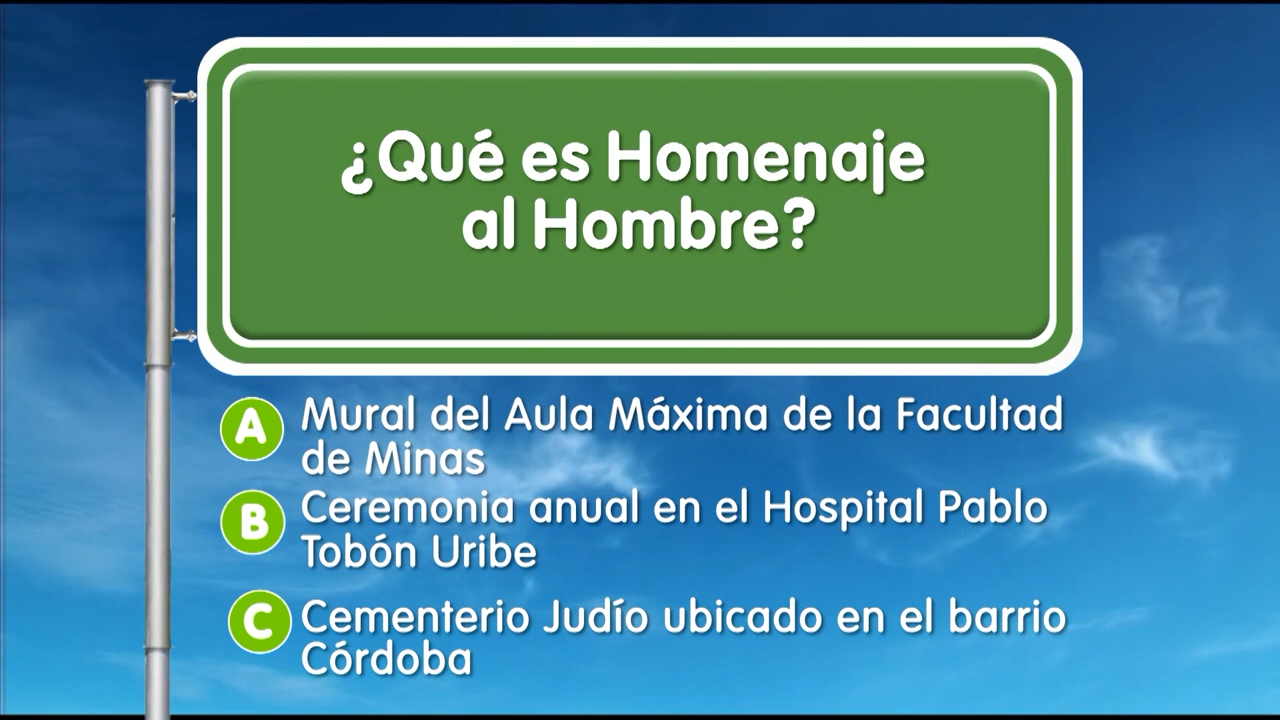 ¿Qué es Homenaje
al Hombre?
A Mural del Aula Máxima de la Facultad
de Minas
B Ceremonia anual en el Hospital Pablo
Tobón Uribe
C Cementerio Judío ubicado en el barrio
Córdoba